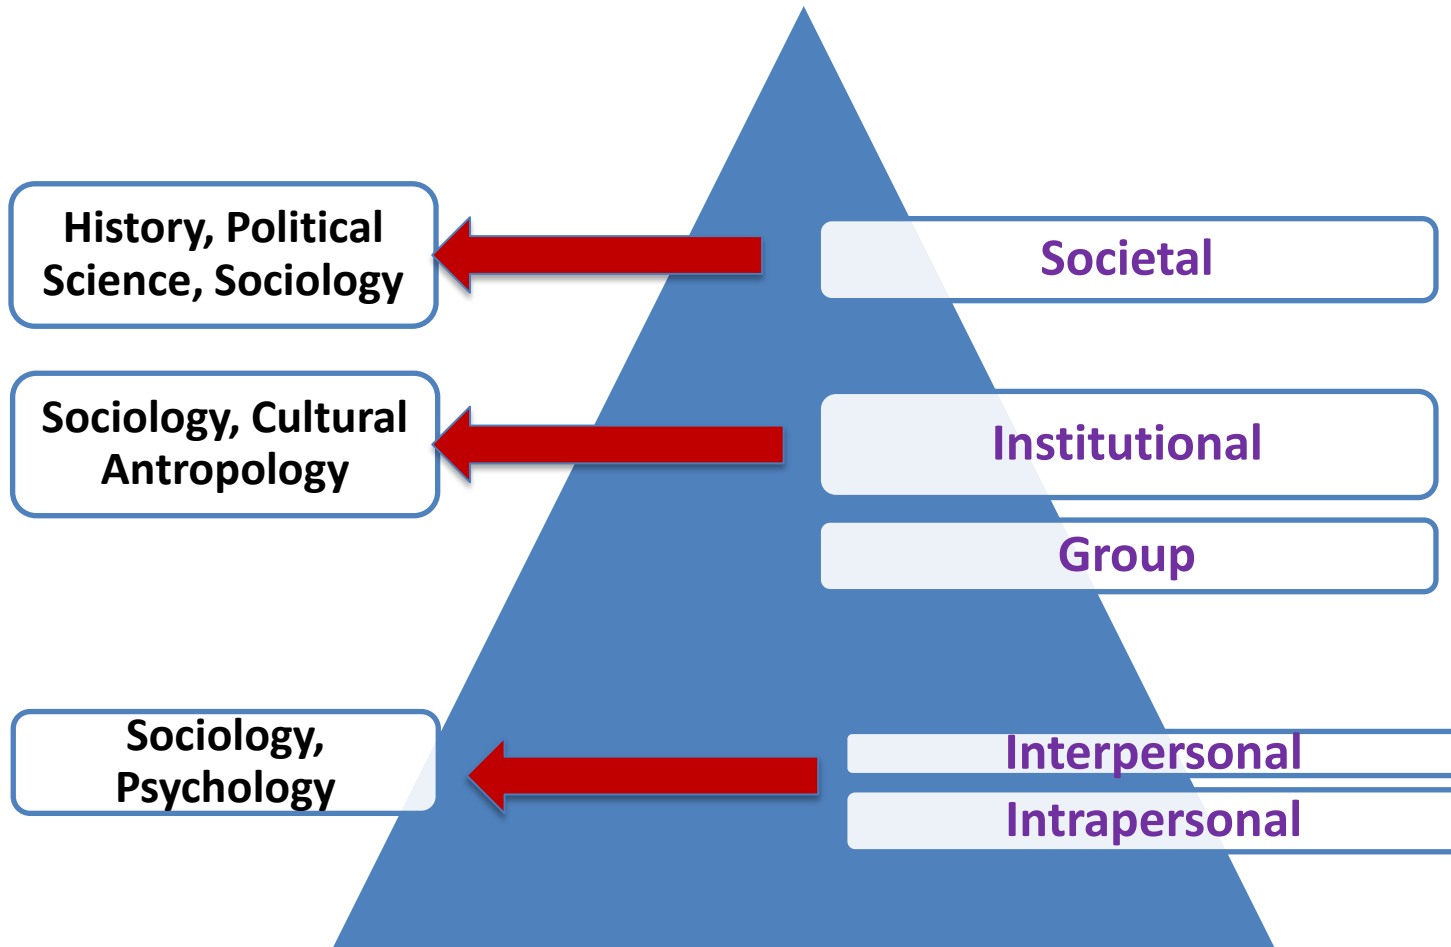 History, Political
Science, Sociology
Societal
Sociology, Cultural
Antropology
Institutional
Group
Sociology,
Psychology
Interpersonal
Intrapersonal